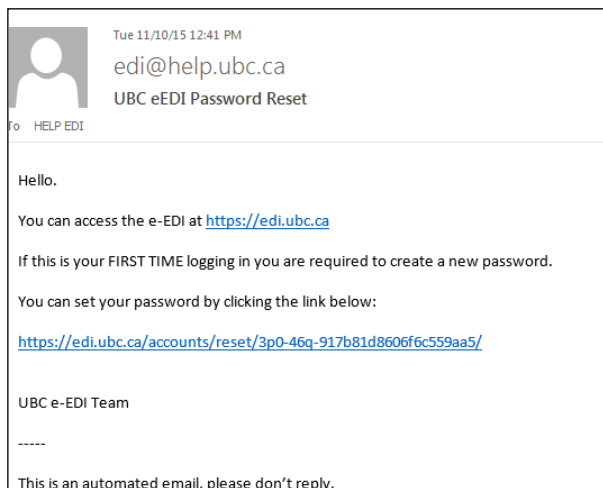 Tue 11/10/15 12:41 PM
edi@help.ubc.ca
UBC eEDI Password Reset
To HELP EDI
Hello.
You can access the e-EDI at https://edi.ubc.ca
If this is your FIRST TIME logging in you are required to create a new password.
You can set your password by clicking the link below:
https://edi.ubc.ca/accounts/reset/3p0-46q-917b81d8606f6c559aa5/
UBC e-EDI Team
-----
This is an automated email, please don't reply.